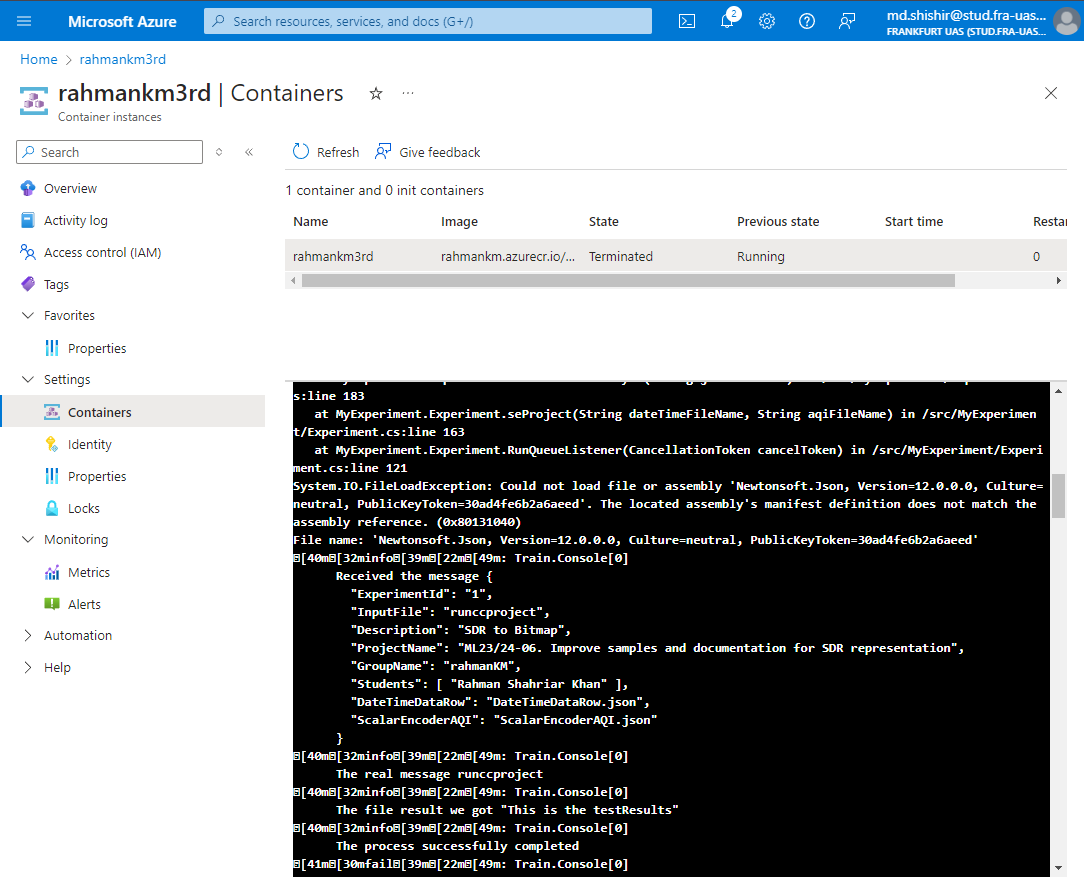 Microsoft Azure
Search resources, services, and docs (G+/)
2
md.shishir@stud.fra-uas...
FRANKFURT UAS (STUD.FRA-UAS....
Home > rahmankm3rd
rahmankm3rd | Containers
Container instances
Search
Refresh
Give feedback
Overview
Activity log
Access control (IAM)
Tags
Favorites
Properties
Settings
Containers
Identity
Properties
Locks
Monitoring
Metrics
Alerts
Automation
Help
1 container and 0 init containers
Name Image State Previous state Start time Restar
rahmankm3rd rahmankm.azurecr.io/... Terminated Running 0
s:line 183
at MyExperiment.Experiment.seProject(String dateTimeFileName, String aqiFileName) in /src/MyExperimen
t/Experiment.cs:line 163
at MyExperiment.Experiment.RunQueueListener(CancellationToken cancelToken) in /src/MyExperiment/Experi
ment.cs:line 121
System.IO.FileLoadException: Could not load file or assembly 'Newtonsoft.Json, Version=12.0.0.0, Culture=
neutral, PublicKeyToken=30ad4fe6b2a6aeed'. The located assembly's manifest definition does not match the
assembly reference. (0x80131040)
File name: 'Newtonsoft.Json, Version=12.0.0.0, Culture=neutral, PublicKeyToken=30ad4fe6b2a6aeed'
[40m[32minfo[39m[22m[49m: Train.Console[0]
Received the message {
"ExperimentId": "1",
"InputFile": "runccproject",
"Description": "SDR to Bitmap",
"ProjectName": "ML23/24-06. Improve samples and documentation for SDR representation",
"GroupName": "rahmanKM",
"Students": [ "Rahman Shahriar Khan" ],
"DateTimeDataRow": "DateTimeDataRow.json",
"ScalarEncoderAQI": "ScalarEncoderAQI.json"
}
[40m[32minfo[39m[22m[49m: Train.Console[0]
The real message runccproject
[40m[32minfo[39m[22m[49m: Train.Console[0]
The file result we got "This is the testResults"
[40m[32minfo[39m[22m[49m: Train.Console[0]
The process successfully completed
[41m[30mfail[39m[22m[49m: Train.Console[0]